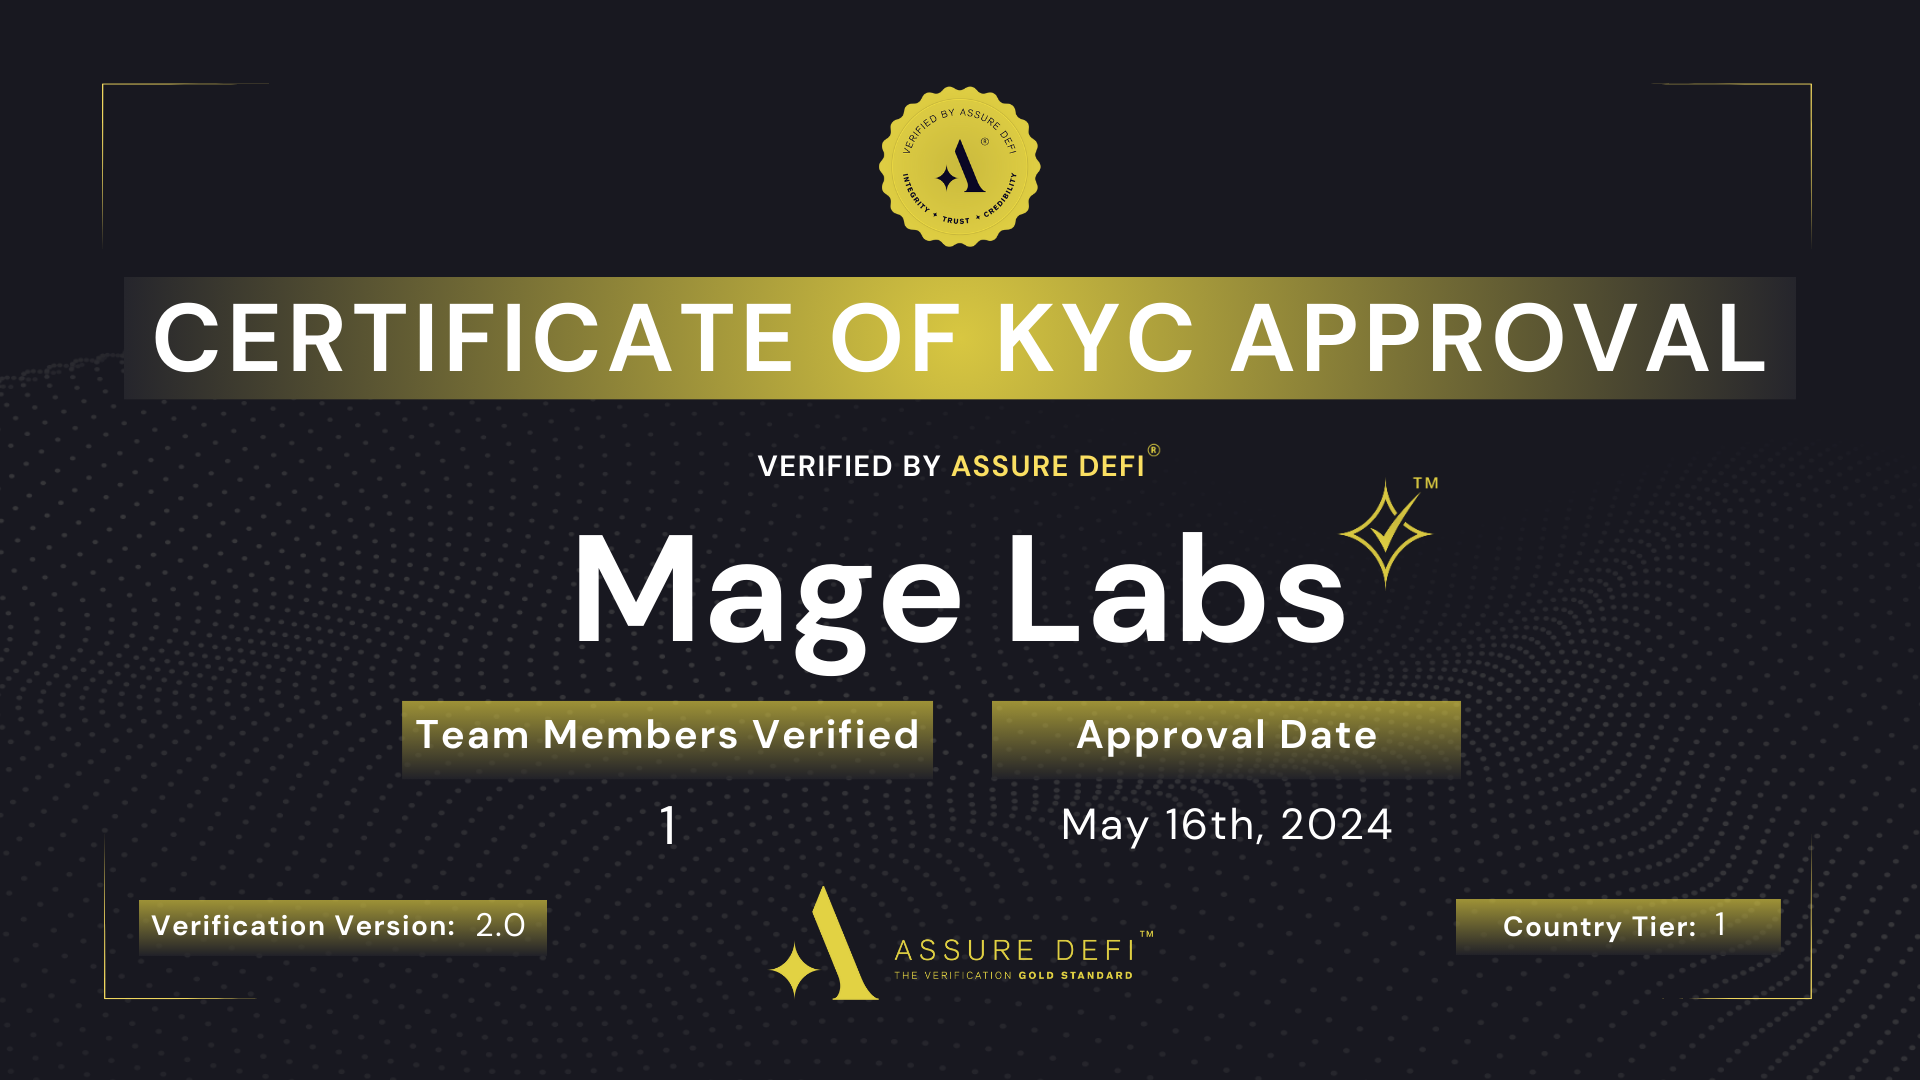 VERIFIED BY ASSURE DEFI
®
INTEGRITY ✦ TRUST ✦ CREDIBILITY
CERTIFICATE OF KYC APPROVAL
VERIFIED BY ASSURE DEFI®
Mage Labs
TM
Team Members Verified
Approval Date
1
May 16th, 2024
Verification Version: 2.0
ASSURE DEFI™
THE VERIFICATION GOLD STANDARD
Country Tier: 1